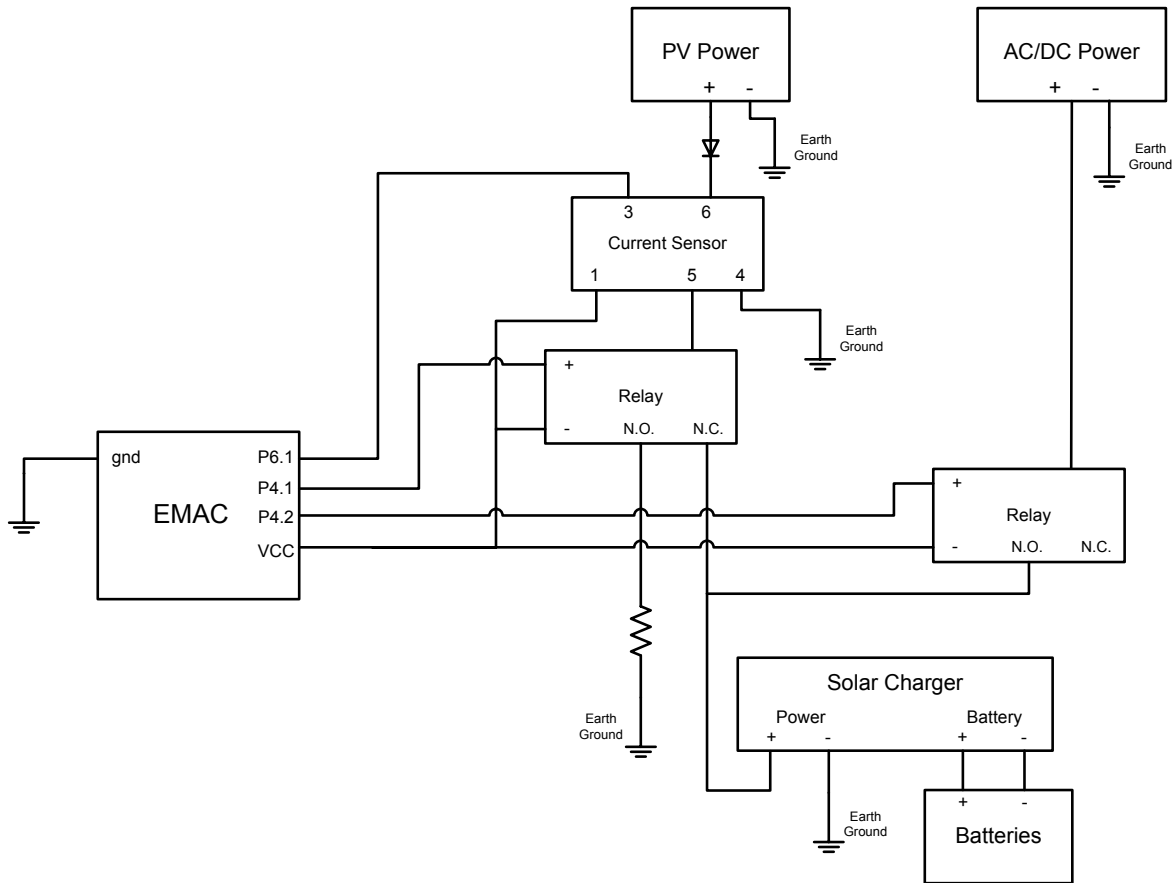 PV Power
+ -
AC/DC Power
+ -
Earth
Ground
Earth
Ground
3 6
Current Sensor
1 5 4
Earth
Ground
+
Relay
- N.O. N.C.
gnd
P6.1
P4.1
EMAC
P4.2
VCC
+
Relay
- N.O. N.C.
Solar Charger
Power Battery
+ - + -
Earth
Ground
+ -
Batteries
Earth
Ground